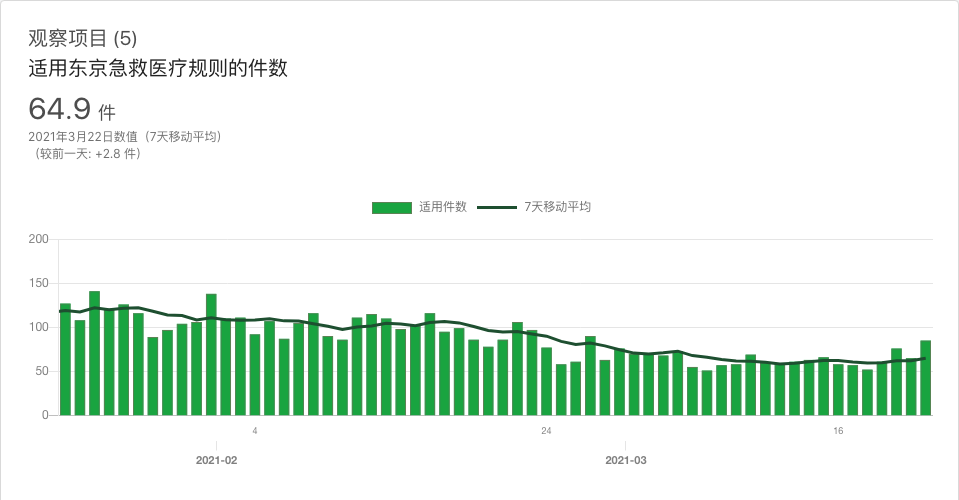 观察项目 (5)
适用东京急救医疗规则的件数
64.9 件
2021年3月22日数值（7天移动平均）
（较前一天: +2.8 件）
适用件数 7天移动平均
200
150
100
50
0
4 24 16
2021-02 2021-03